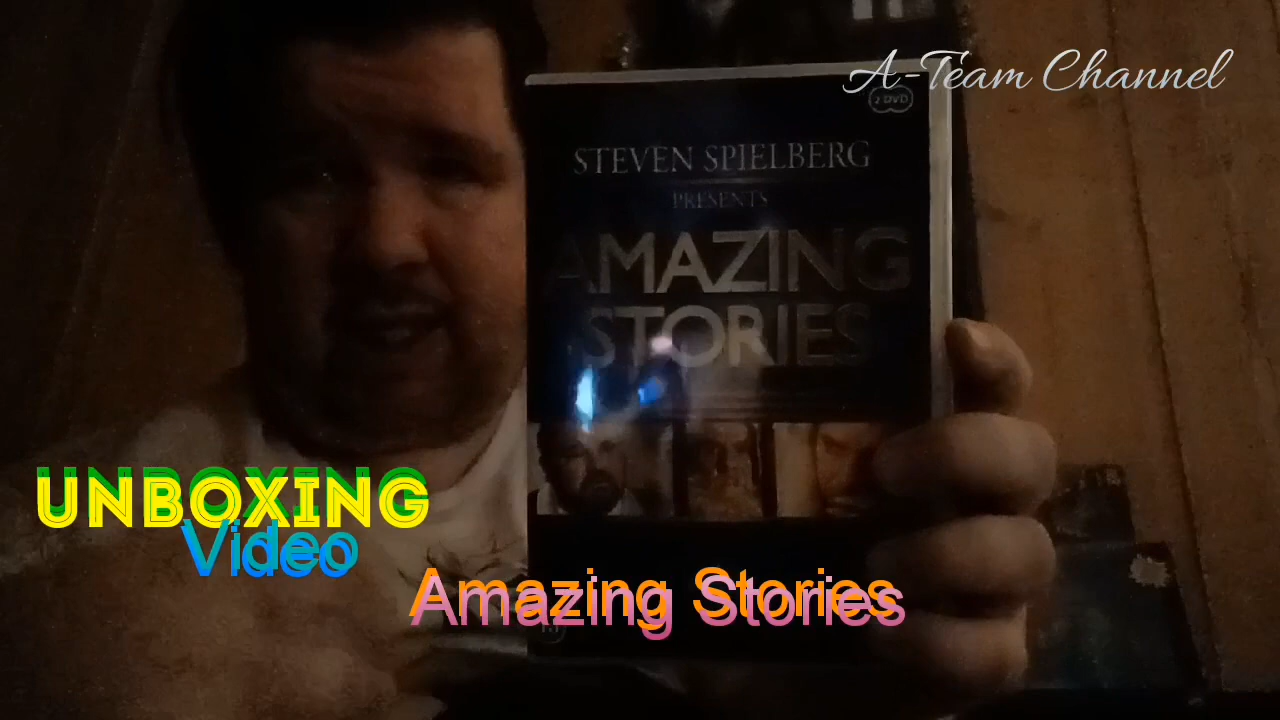 A-Team Channel
2 DVD
STEVEN SPIELBERG
PRESENTS
AMAZING
STORIES
UNBOXING
Video
Amazing Stories